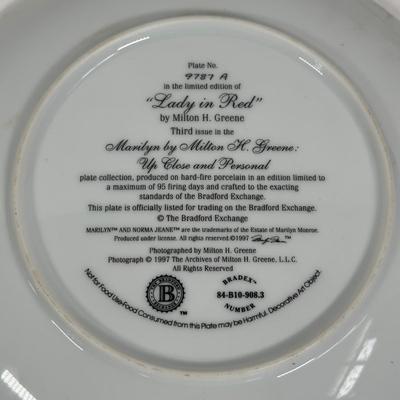 Plate No.
9787 A
in the limited edition of
"Lady in Red"
by Milton H. Greene
Third issue in the
Marilyn by Milton H. Greene:
Up Close and Personal
plate collection, produced on hard-fire porcelain in an edition limited to
a maximum of 95 firing days and crafted to the exacting
standards of the Bradford Exchange.
This plate is officially listed for trading on the Bradford Exchange.
© The Bradford Exchange
MARILYN™ AND NORMA JEANE™ are the trademarks of the Estate of Marilyn Monroe.
Produced under license. All rights reserved. ©1997
Photographed by Milton H. Greene
Photograph © 1997 The Archives of Milton H. Greene, L.L.C.
All Rights Reserved
B
™
BRADEX™
84-B10-908.3
NUMBER
Not for Food Use-Food Consumed from this Plate may be Harmful. Decorative Art Object.